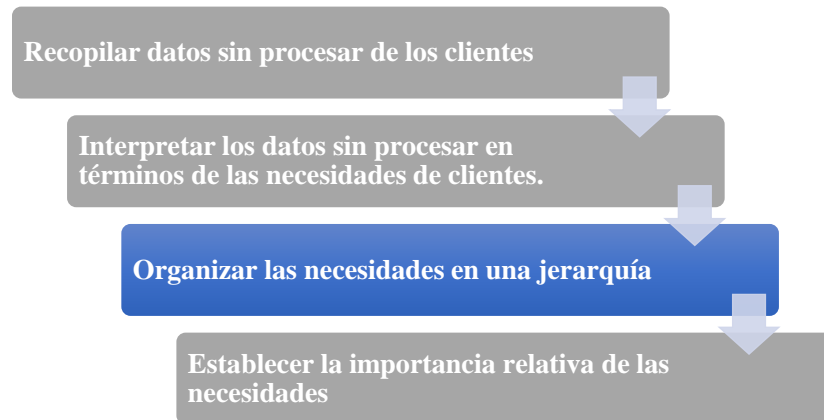 Recopilar datos sin procesar de los clientes
Interpretar los datos sin procesar en
términos de las necesidades de clientes.
Organizar las necesidades en una jerarquía
Establecer la importancia relativa de las
necesidades